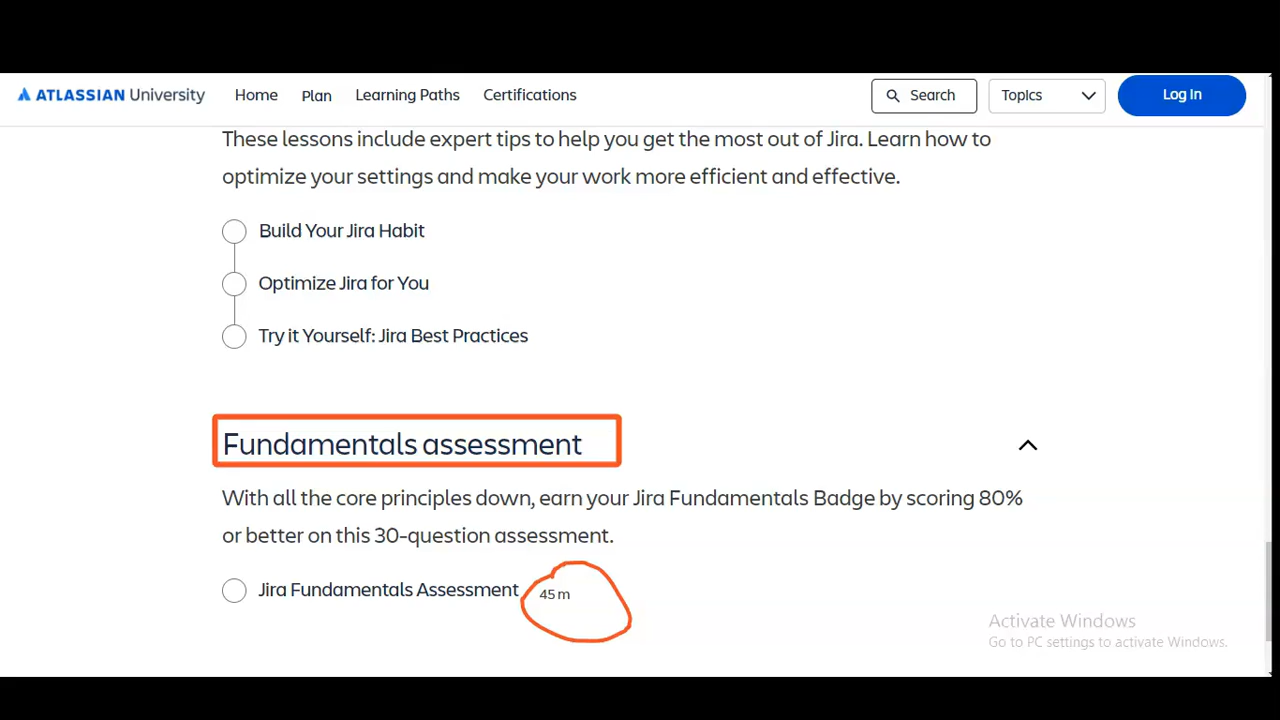 ATLASSIAN University Home Plan Learning Paths Certifications Search Topics Log In
These lessons include expert tips to help you get the most out of Jira. Learn how to
optimize your settings and make your work more efficient and effective.
Build Your Jira Habit
Optimize Jira for You
Try it Yourself: Jira Best Practices
Fundamentals assessment
With all the core principles down, earn your Jira Fundamentals Badge by scoring 80%
or better on this 30-question assessment.
Jira Fundamentals Assessment 45 m
Activate Windows
Go to PC settings to activate Windows.